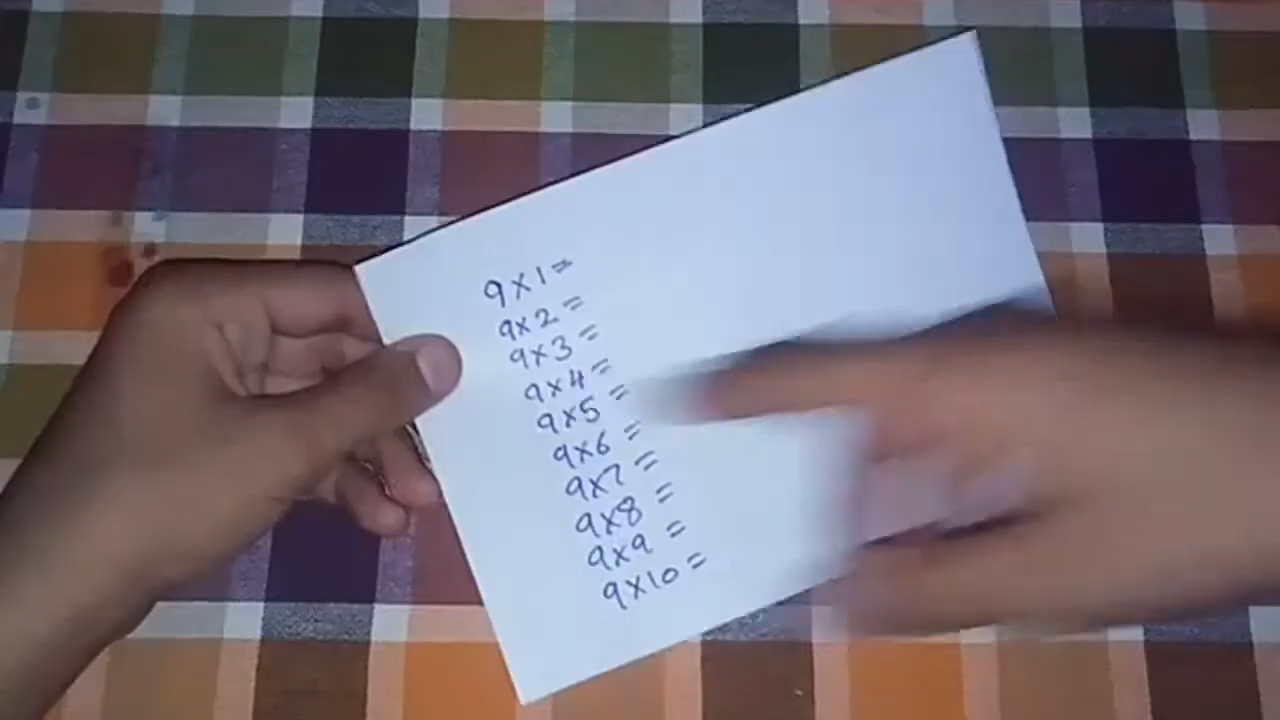 9x1=
9x2=
9x3=
9x4=
9x5=
9x6=
9x7=
9x8=
9x9=
9x10=